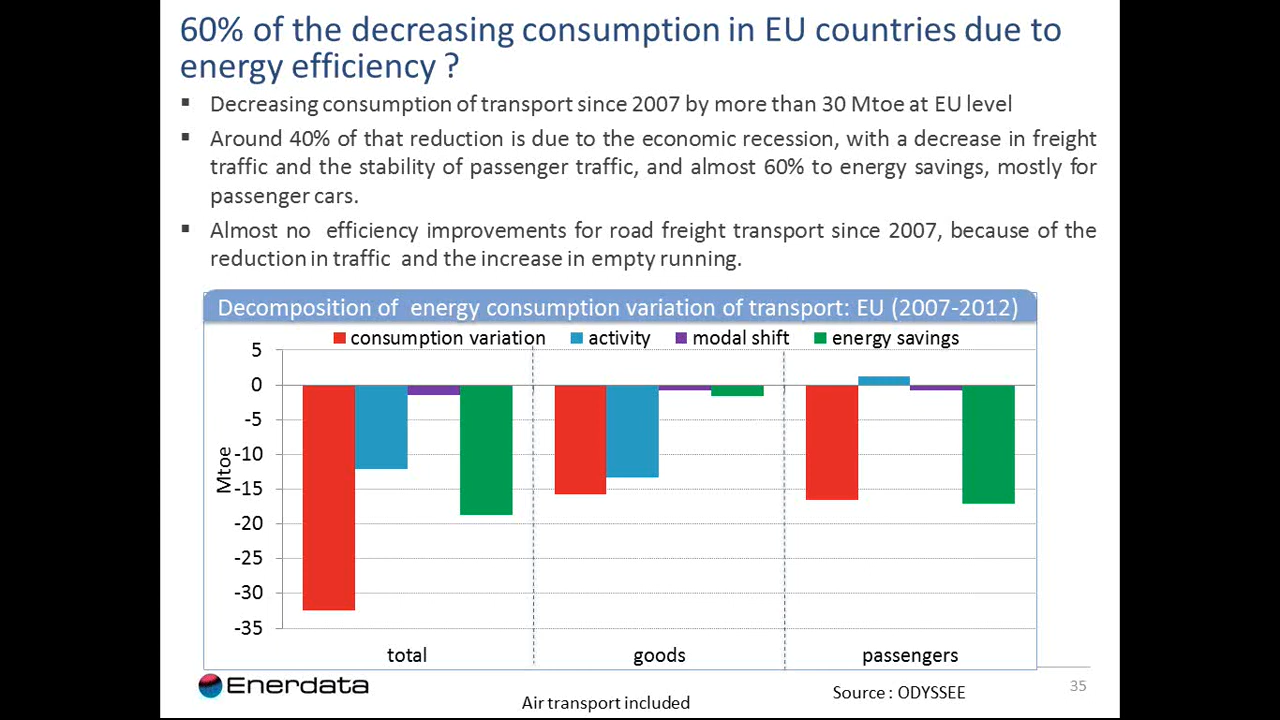 60% of the decreasing consumption in EU countries due to
energy efficiency ?
▪ Decreasing consumption of transport since 2007 by more than 30 Mtoe at EU level
▪ Around 40% of that reduction is due to the economic recession, with a decrease in freight
traffic and the stability of passenger traffic, and almost 60% to energy savings, mostly for
passenger cars.
▪ Almost no efficiency improvements for road freight transport since 2007, because of the
reduction in traffic and the increase in empty running.
Decomposition of energy consumption variation of transport: EU (2007-2012)
consumption variation activity modal shift energy savings
5
0
-5
-10
-15
-20
-25
-30
-35
Mtoe
total goods passengers
Enerdata
Air transport included
Source : ODYSSEE
35